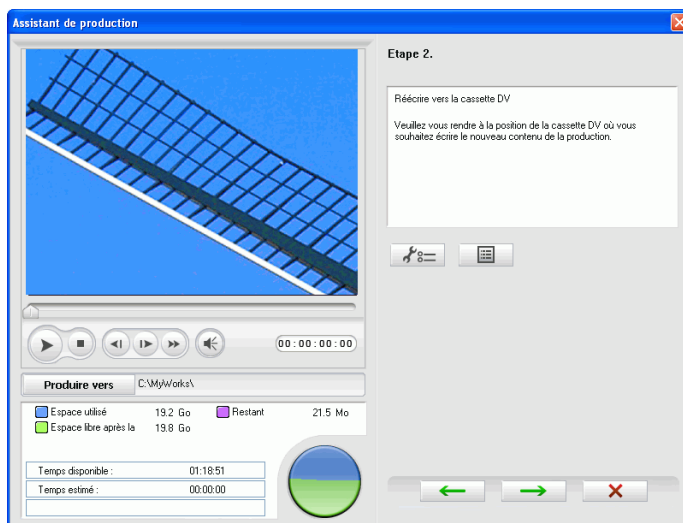 Assistant de production
Etape 2.
Réécrire vers la cassette DV
Veuillez vous rendre à la position de la cassette DV où vous
souhaitez écrire le nouveau contenu de la production.
00:00:00:00
Produire vers C:\MyWorks\
Espace utilisé 19.2 Go Restant 21.5 Mo
Espace libre après la 19.8 Go
Temps disponible : 01:18:51
Temps estimé : 00:00:00